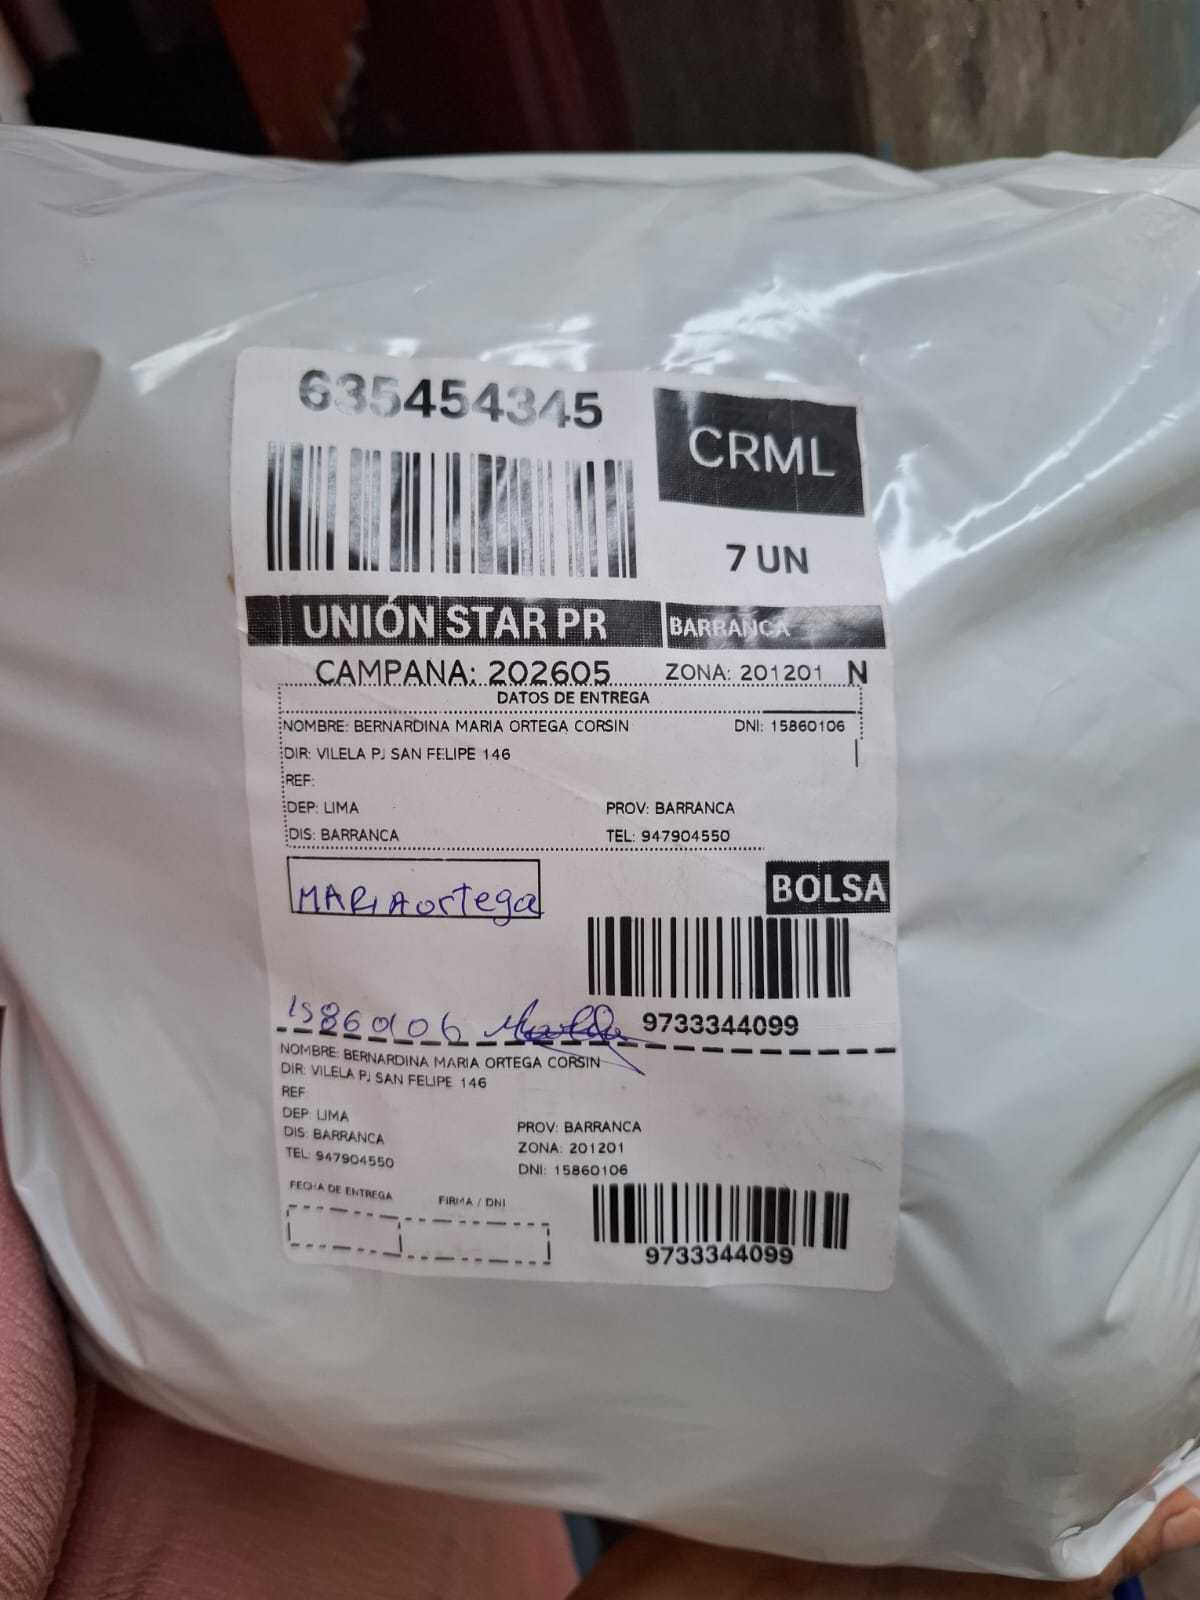 635454345
CRML
7 UN
UNIÓN STAR PR BARRANCA
CAMPANA: 202605 ZONA: 201201 N
DATOS DE ENTREGA
NOMBRE: BERNARDINA MARIA ORTEGA CORSIN DNI: 15860106
DIR: VILELA PJ SAN FELIPE 146
REF:
DEP: LIMA PROV: BARRANCA
DIS: BARRANCA TEL: 947904550
MARIA ortega
BOLSA
15860106
9733344099
NOMBRE: BERNARDINA MARIA ORTEGA CORSIN
DIR: VILELA PJ SAN FELIPE 146
REF
DEP: LIMA PROV: BARRANCA
DIS: BARRANCA ZONA: 201201
TEL: 947904550 DNI: 15860106
FECHA DE ENTREGA FIRMA / DNI
9733344099